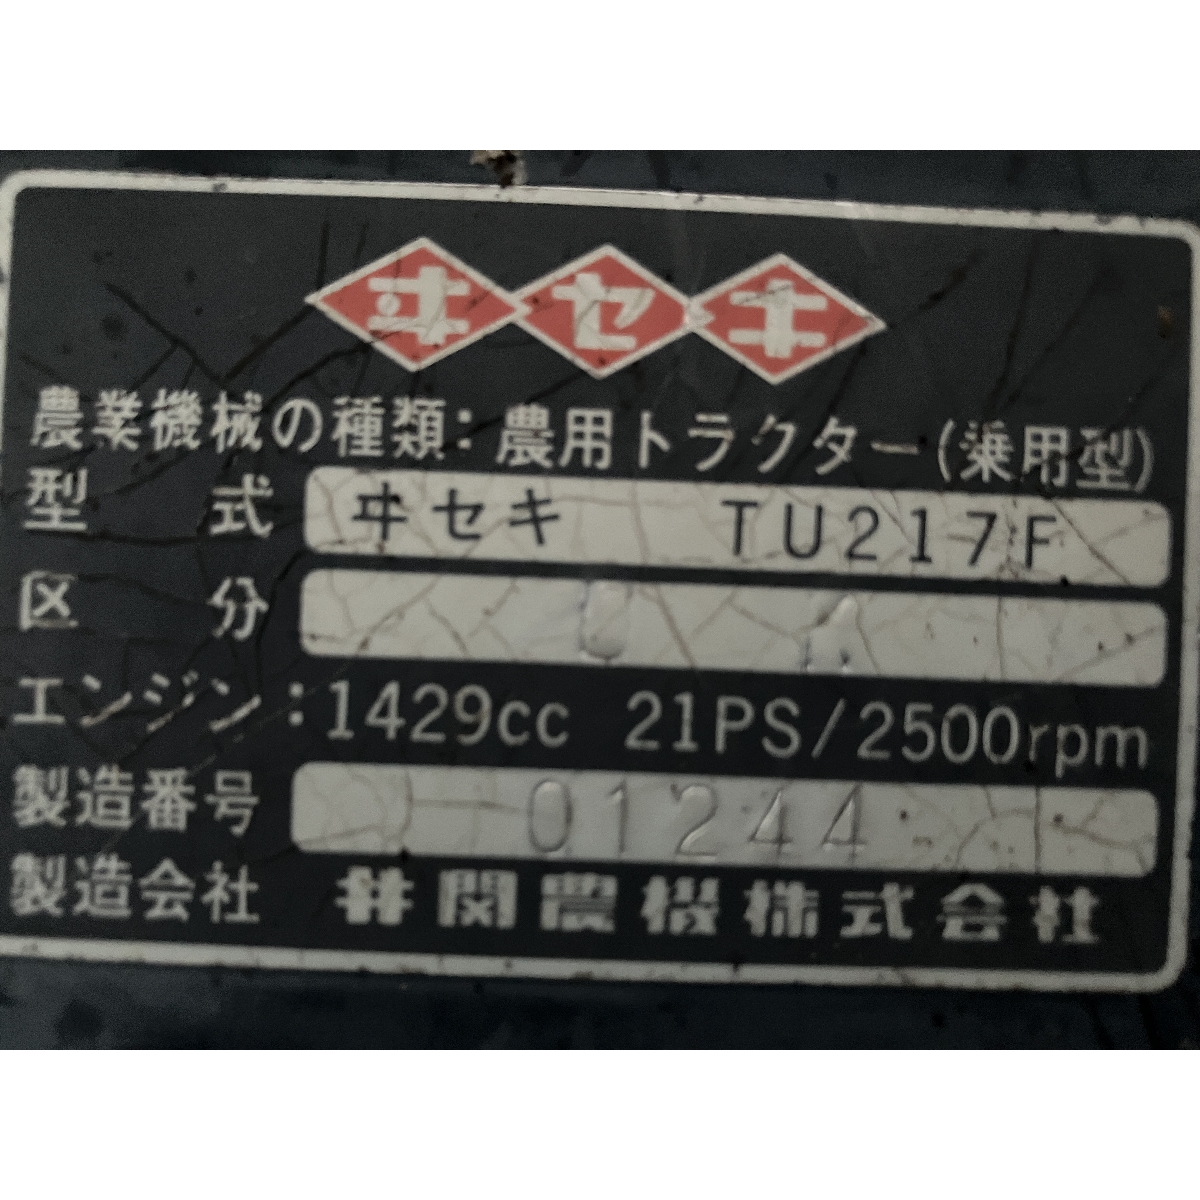 ヰセキ
農業機械の種類：農用トラクター(乗用型)
型式 ヰセキ TU217F
区分
エンジン：1429cc 21PS/2500rpm
製造番号 01244
製造会社 井関農機株式会社